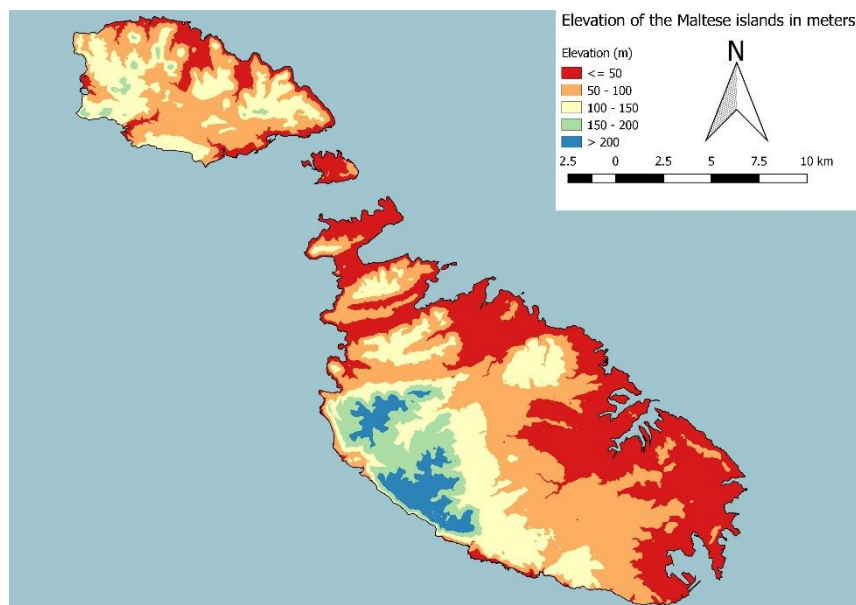 Elevation of the Maltese islands in meters
Elevation (m)
N
<= 50
50 - 100
100 - 150
150 - 200
> 200
2.5 0 2.5 5 7.5 10 km